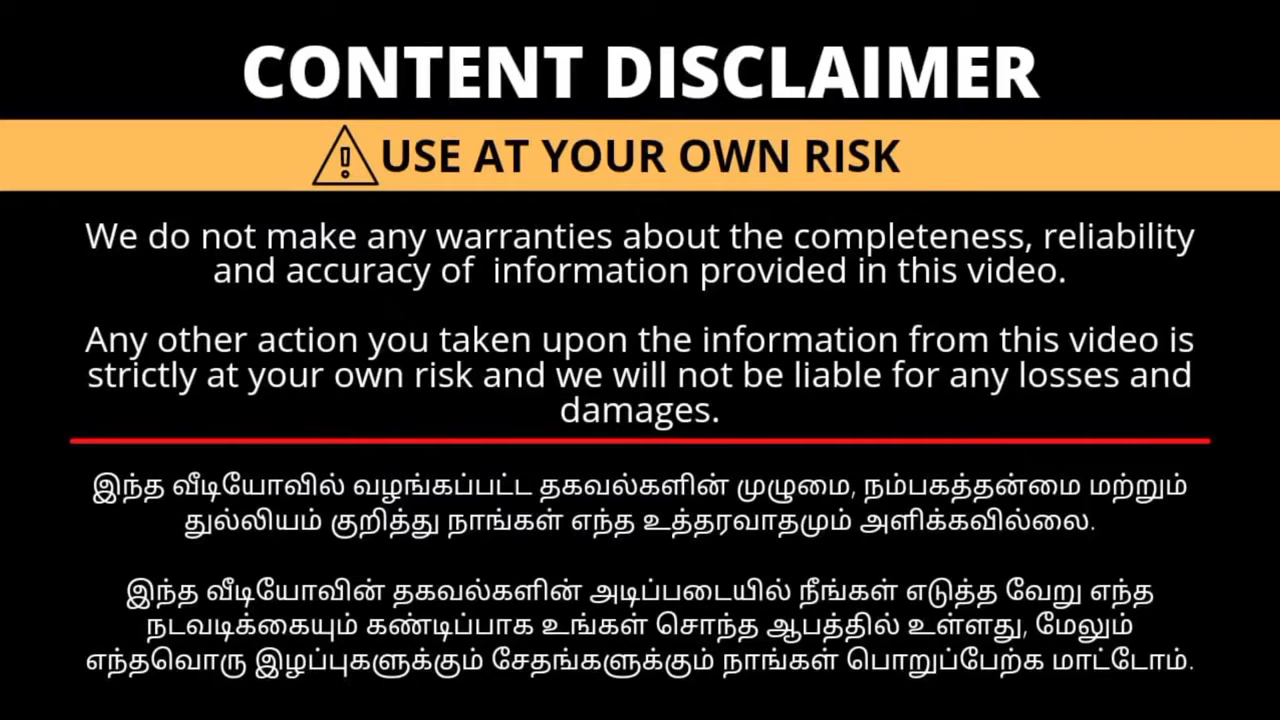 CONTENT DISCLAIMER
USE AT YOUR OWN RISK
We do not make any warranties about the completeness, reliability
and accuracy of  information provided in this video.
Any other action you taken upon the information from this video is
strictly at your own risk and we will not be liable for any losses and
damages.
இந்த வீடியோவில் வழங்கப்பட்ட தகவல்களின் முழுமை, நம்பகத்தன்மை மற்றும்
துல்லியம் குறித்து நாங்கள் எந்த உத்தரவாதமும் அளிக்கவில்லை.
இந்த வீடியோவின் தகவல்களின் அடிப்படையில் நீங்கள் எடுத்த வேறு எந்த
நடவடிக்கையும் கண்டிப்பாக உங்கள் சொந்த ஆபத்தில் உள்ளது, மேலும்
எந்தவொரு இழப்புகளுக்கும் சேதங்களுக்கும் நாங்கள் பொறுப்பேற்க மாட்டோம்.